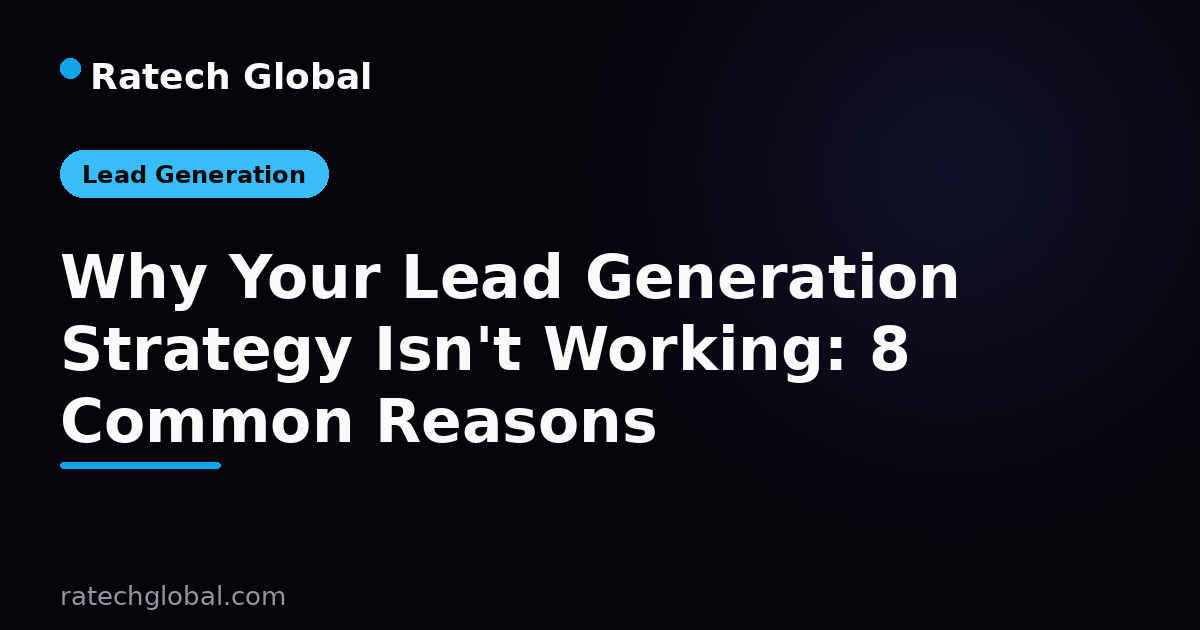 Ratech Global
Lead Generation
Why Your Lead Generation
Strategy Isn't Working: 8
Common Reasons
ratechglobal.com